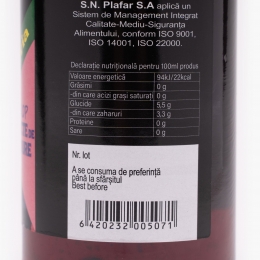 S.N. Plafar S.A aplică un
Sistem de Management Integrat
Calitate-Mediu-Siguranța
Alimentului, conform ISO 9001,
ISO 14001, ISO 22000.
Declarație nutrițională pentru 100ml produs
Valoare energetică 94kJ/22kcal
Grăsimi 0 g
-din care acizi grași saturați 0 g
Glucide 5,5 g
-din care zaharuri 3,3 g
Proteine 0 g
Sare 0 g
Nr. lot
A se consuma de preferință
până la sfârșitul
Best before
6 420232 005071